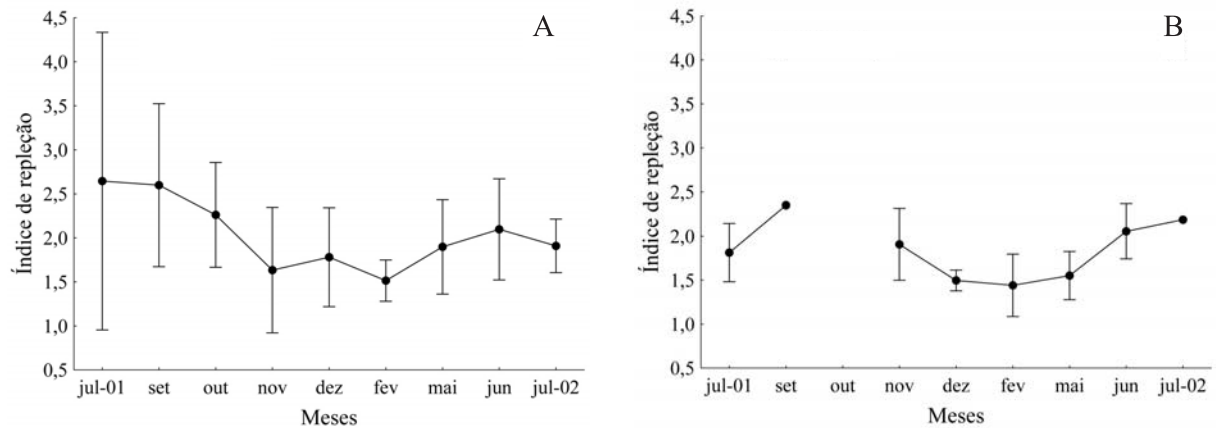 A
Índice de repleção
4,5
4,0
3,5
3,0
2,5
2,0
1,5
1,0
0,5
jul-01 set out nov dez fev mai jun jul-02
Meses
B
Índice de repleção
4,5
4,0
3,5
3,0
2,5
2,0
1,5
1,0
0,5
jul-01 set out nov dez fev mai jun jul-02
Meses